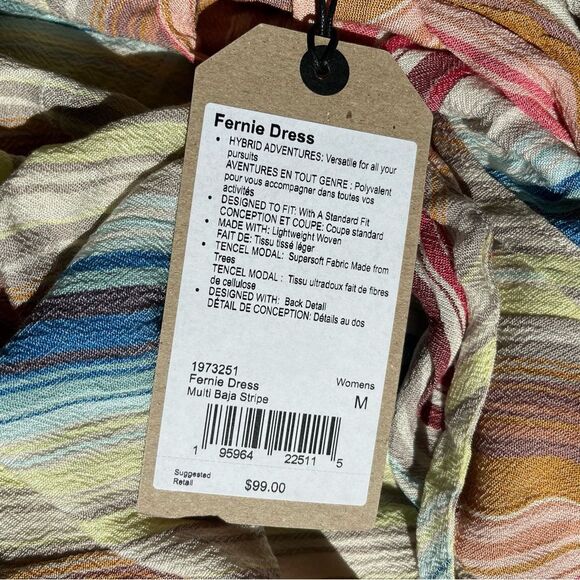 Fernie Dress
• HYBRID ADVENTURES: Versatile for all your
pursuits
AVENTURES EN TOUT GENRE : Polyvalent
pour vous accompagner dans toutes vos
activités
• DESIGNED TO FIT: With A Standard Fit
CONCEPTION ET COUPE: Coupe standard
• MADE WITH: Lightweight Woven
FAIT DE: Tissu tissé léger
• TENCEL MODAL: Supersoft Fabric Made from
Trees
TENCEL MODAL : Tissu ultradoux fait de fibres
de cellulose
• DESIGNED WITH: Back Detail
DÉTAIL DE CONCEPTION: Détails au dos
1973251
Fernie Dress Womens
Multi Baja Stripe M
1 95964 22511 5
Suggested
Retail $99.00